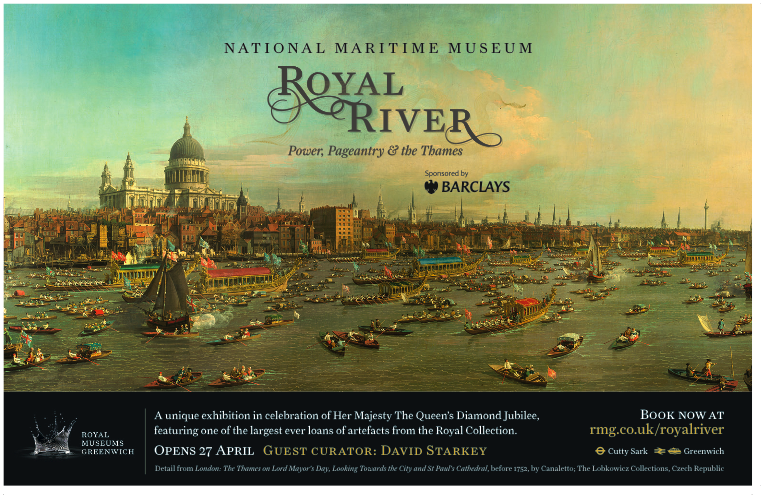 NATIONAL MARITIME MUSEUM
ROYAL
RIVER
Power, Pageantry & the Thames
Sponsored by
BARCLAYS
ROYAL
MUSEUMS
GREENWICH
A unique exhibition in celebration of Her Majesty The Queen's Diamond Jubilee,
featuring one of the largest ever loans of artefacts from the Royal Collection.
OPENS 27 APRIL GUEST CURATOR: DAVID STARKEY
BOOK NOW AT
rmg.co.uk/royalriver
Cutty Sark Greenwich
Detail from London: The Thames on Lord Mayor's Day, Looking Towards the City and St Paul's Cathedral, before 1752, by Canaletto; The Lobkowicz Collections, Czech Republic